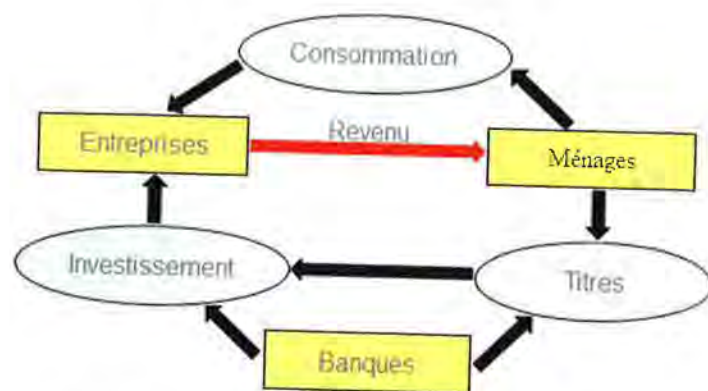 Consommation
Entreprises
Revenu
Ménages
Investissement
Titres
Banques